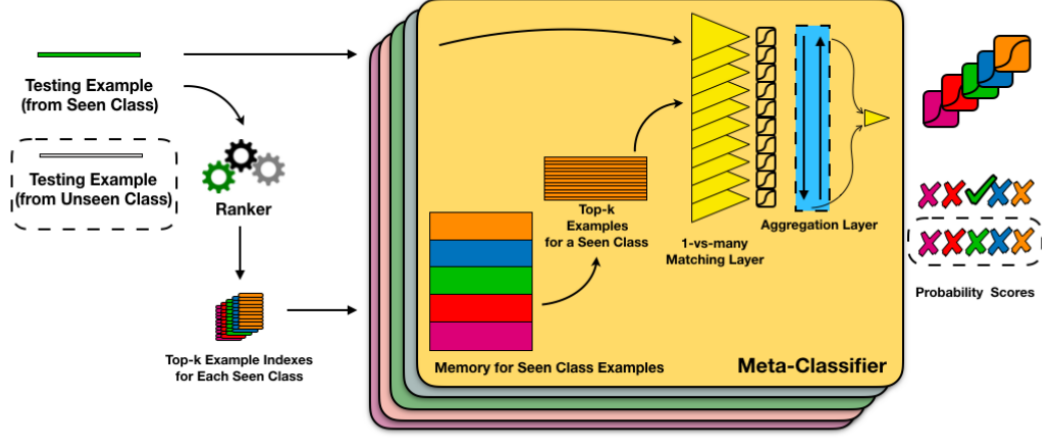 Testing Example
(from Seen Class)
Testing Example
(from Unseen Class)
Ranker
Top-k Example Indexes
for Each Seen Class
Memory for Seen Class Examples
Top-k
Examples
for a Seen Class
1-vs-many
Matching Layer
Aggregation Layer
Meta-Classifier
Probability Scores